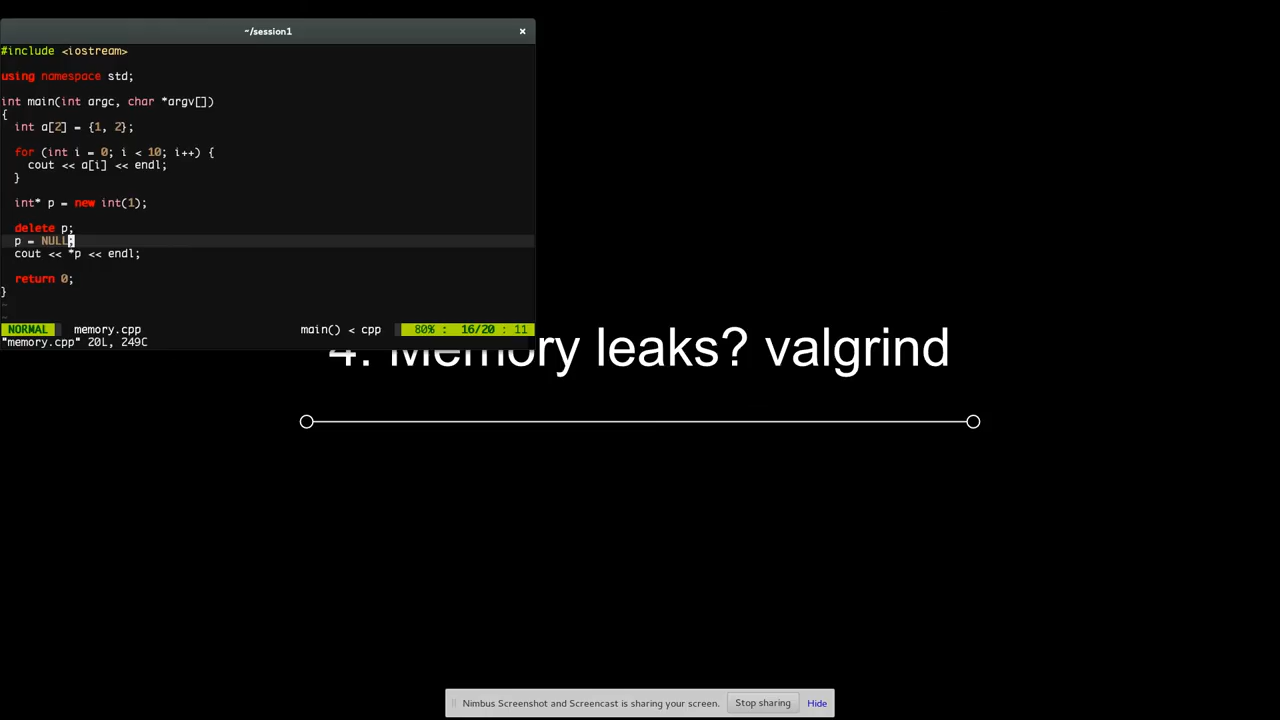 ~/session1 ×
#include <iostream>
using namespace std;
int main(int argc, char *argv[])
{
int a[2] = {1, 2};
for (int i = 0; i < 10; i++) {
cout << a[i] << endl;
}
int* p = new int(1);
delete p;
p = NULL;
cout << *p << endl;
return 0;
}
~
~
NORMAL memory.cpp main() < cpp 80% : 16/20 : 11
"memory.cpp" 20L, 249C
4. Memory leaks? valgrind
Nimbus Screenshot and Screencast is sharing your screen. Stop sharing Hide